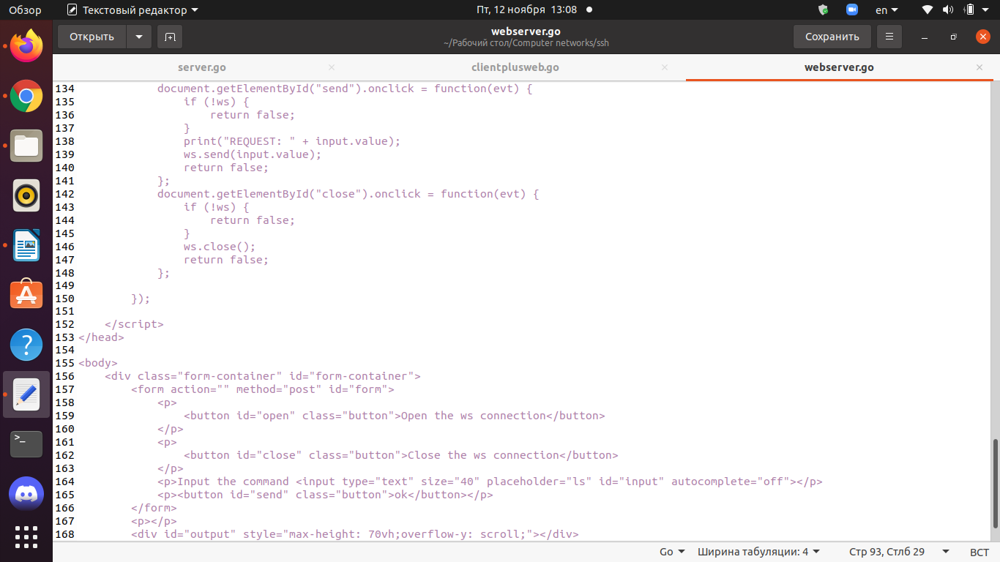 Обзор Текстовый редактор Пт, 12 ноября 13:08 en
Открыть webserver.go Сохранить
~/Рабочий стол/Computer networks/ssh
server.go clientplusweb.go webserver.go
134 document.getElementById("send").onclick = function(evt) {
135 if (!ws) {
136 return false;
137 }
138 print("REQUEST: " + input.value);
139 ws.send(input.value);
140 return false;
141 };
142 document.getElementById("close").onclick = function(evt) {
143 if (!ws) {
144 return false;
145 }
146 ws.close();
147 return false;
148 };
149
150 });
151
152 </script>
153 </head>
154
155 <body>
156 <div class="form-container" id="form-container">
157 <form action="" method="post" id="form">
158 <p>
159 <button id="open" class="button">Open the ws connection</button>
160 </p>
161 <p>
162 <button id="close" class="button">Close the ws connection</button>
163 </p>
164 <p>Input the command <input type="text" size="40" placeholder="ls" id="input" autocomplete="off"></p>
165 <p><button id="send" class="button">ok</button></p>
166 </form>
167 <p></p>
168 <div id="output" style="max-height: 70vh;overflow-y: scroll;"></div>
Go Ширина табуляции: 4 Стр 93, Стлб 29 ВСТ